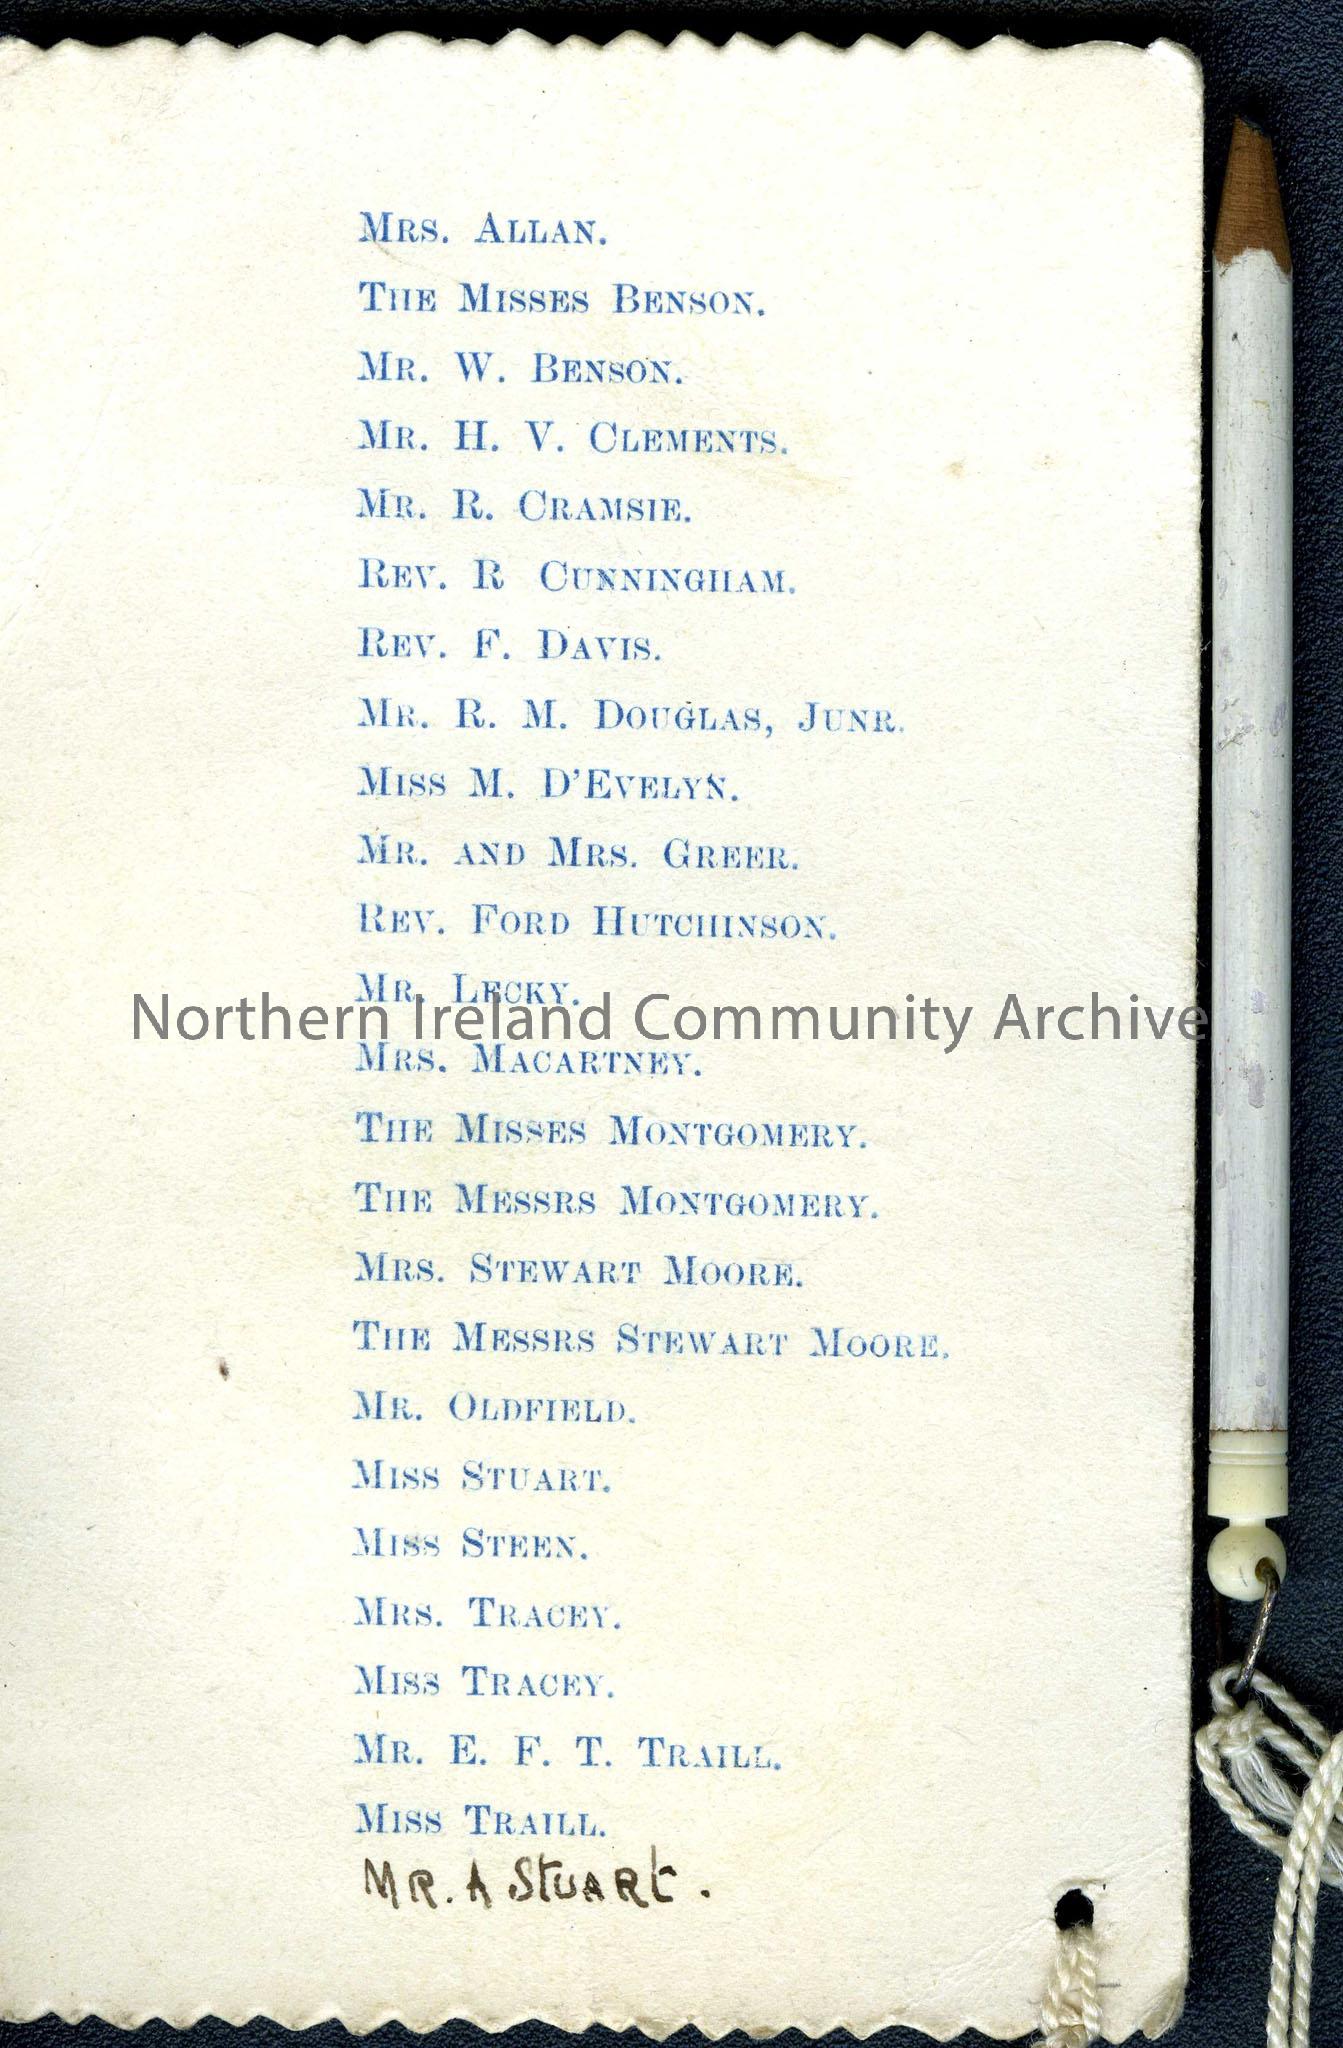 Mrs. Allan.
The Misses Benson.
Mr. W. Benson.
Mr. H. V. Clements.
Mr. R. Cramsie.
Rev. R Cunningham.
Rev. F. Davis.
Mr. R. M. Douglas, Junr.
Miss M. D'Evelyn.
Mr. and Mrs. Greer.
Rev. Ford Hutchinson.
Mr. Lecky.
Northern Ireland Community Archive
Mrs. Macartney.
The Misses Montgomery.
The Messrs Montgomery.
Mrs. Stewart Moore.
The Messrs Stewart Moore.
Mr. Oldfield.
Miss Stuart.
Miss Steen.
Mrs. Tracey.
Miss Tracey.
Mr. E. F. T. Traill.
Miss Traill.
MR. A Stuart.